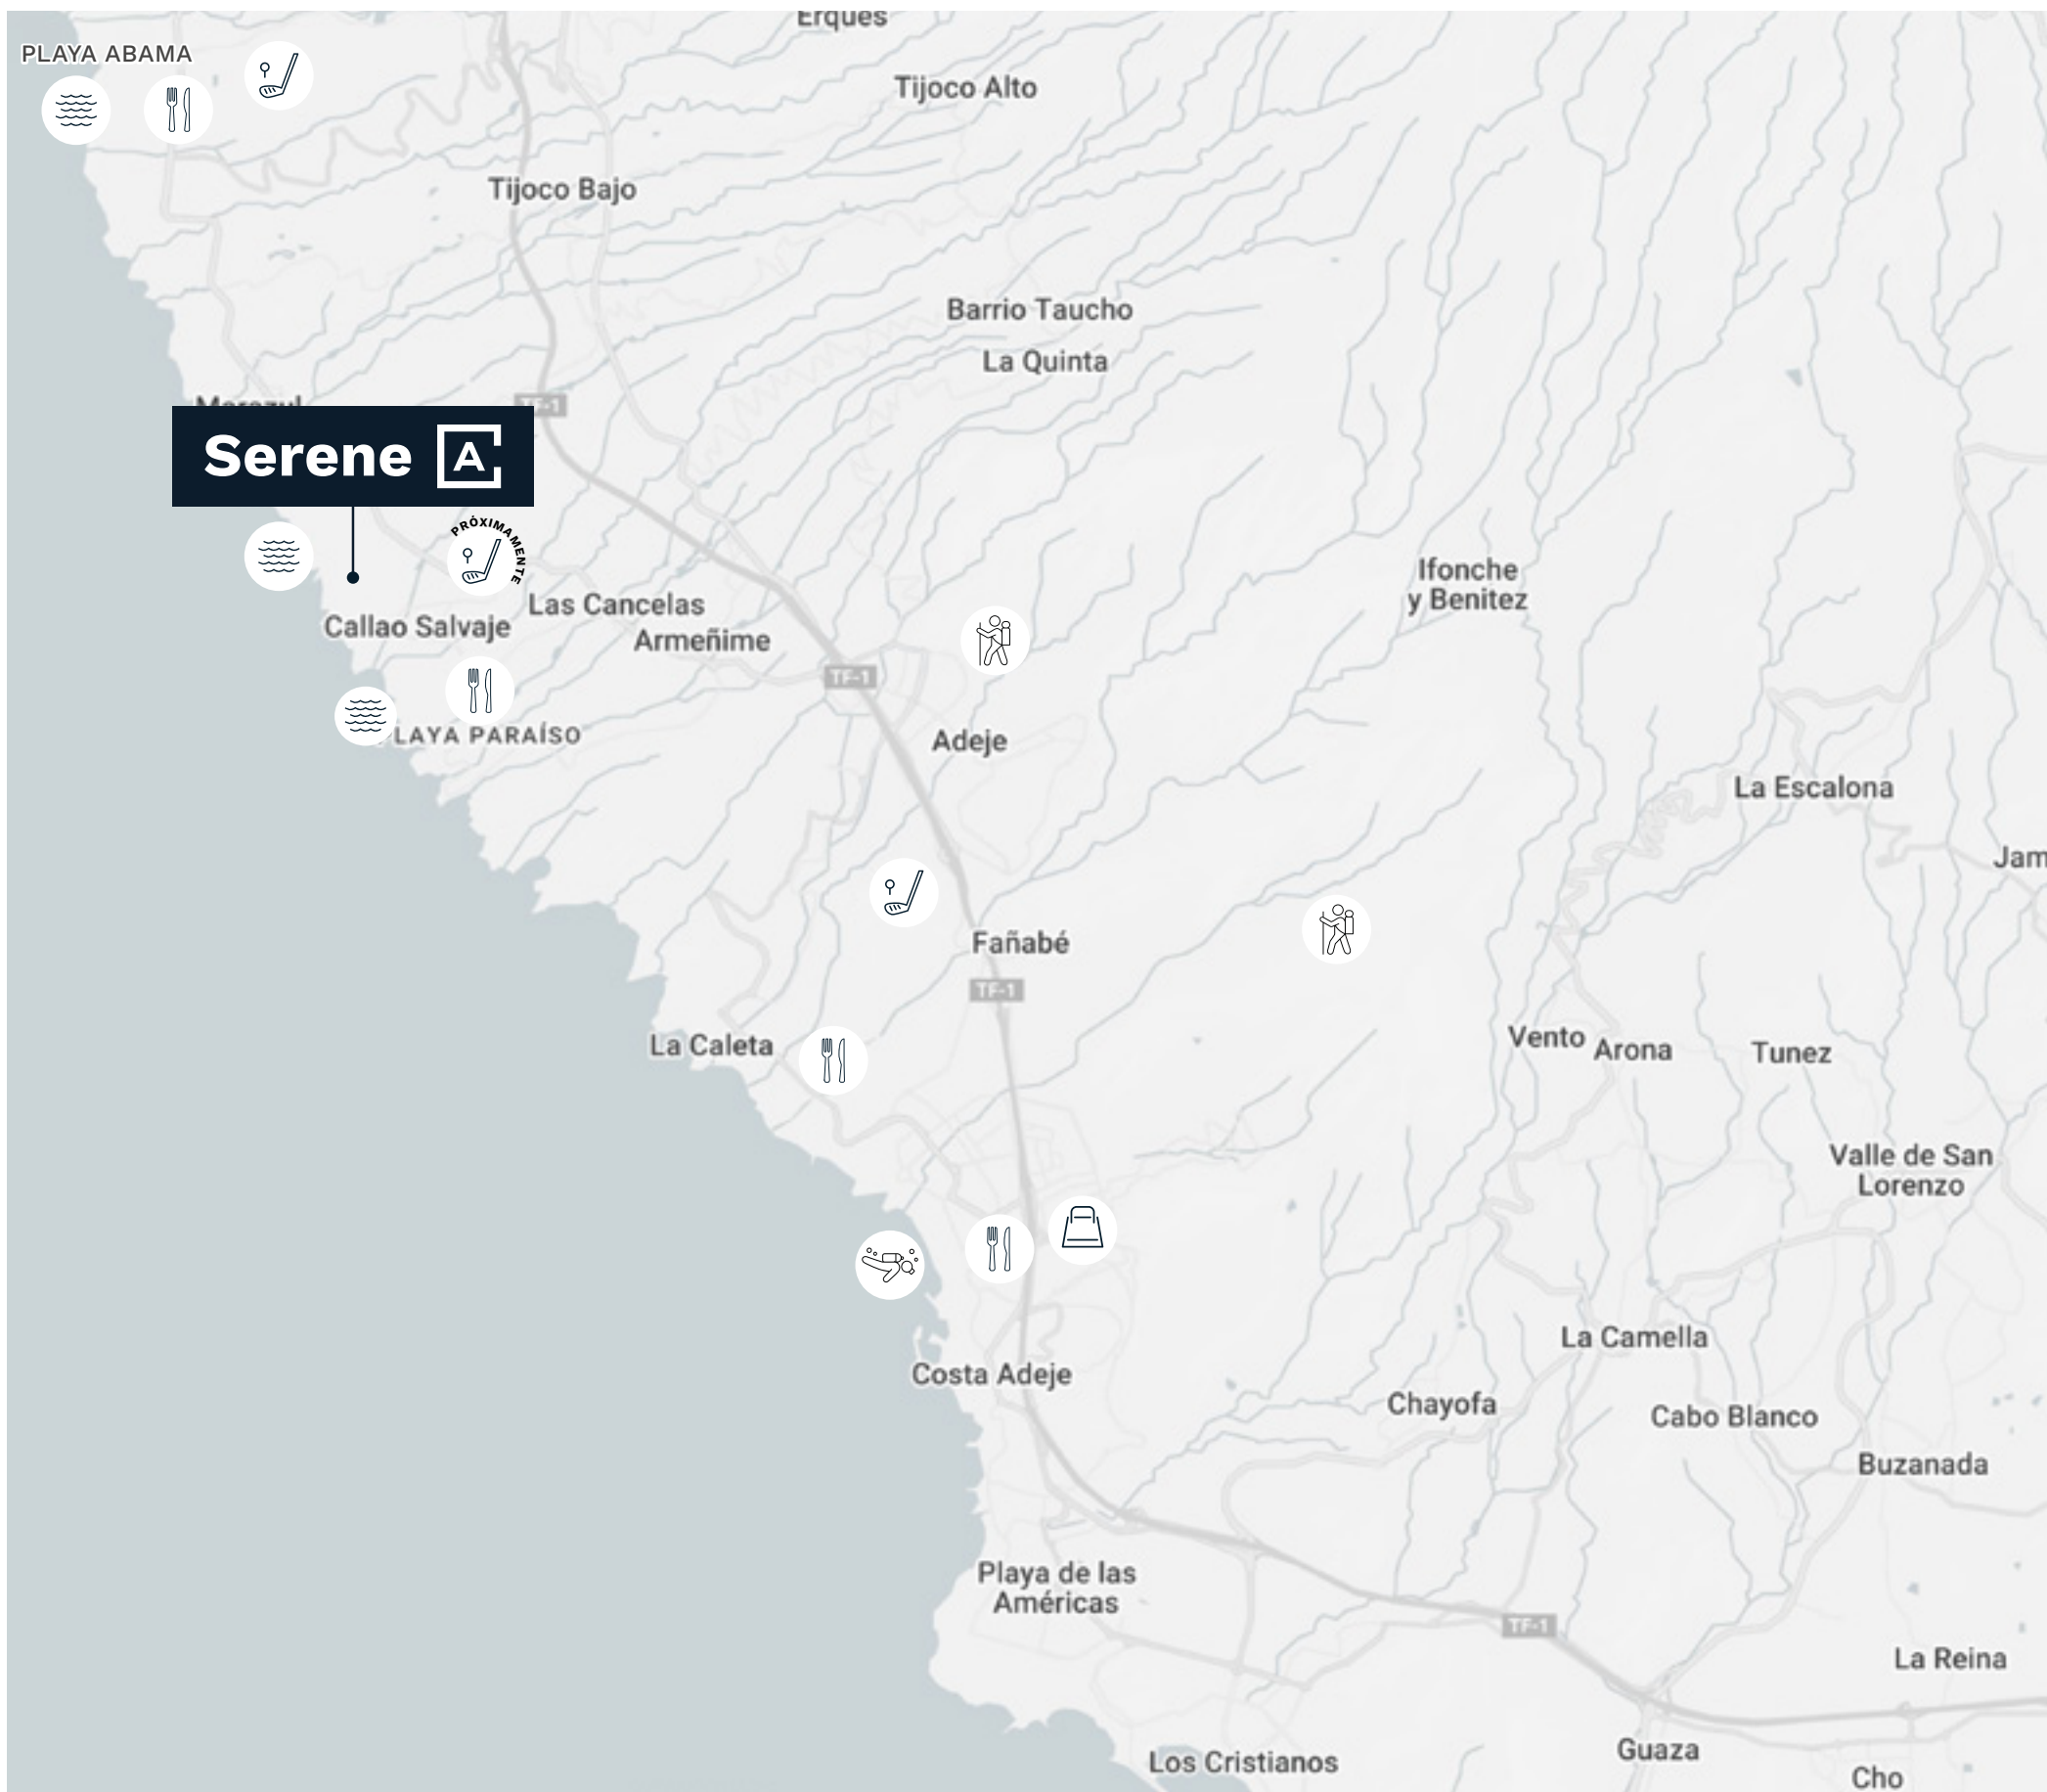 Erques
PLAYA ABAMA
Tijoco Alto
Tijoco Bajo
Barrio Taucho
La Quinta
TF-1
Serene A
PRÓXIMAMENTE
Ifonche
y Benitez
Las Cancelas
Callao Salvaje
Armeñime
TF-1
PLAYA PARAÍSO
Adeje
La Escalona
Jam
Fañabé
TF-1
La Caleta
Vento
Arona
Tunez
Valle de San
Lorenzo
La Camella
Costa Adeje
Chayofa
Cabo Blanco
Buzanada
Playa de las
Américas
TF-1
La Reina
Guaza
Los Cristianos
Cho